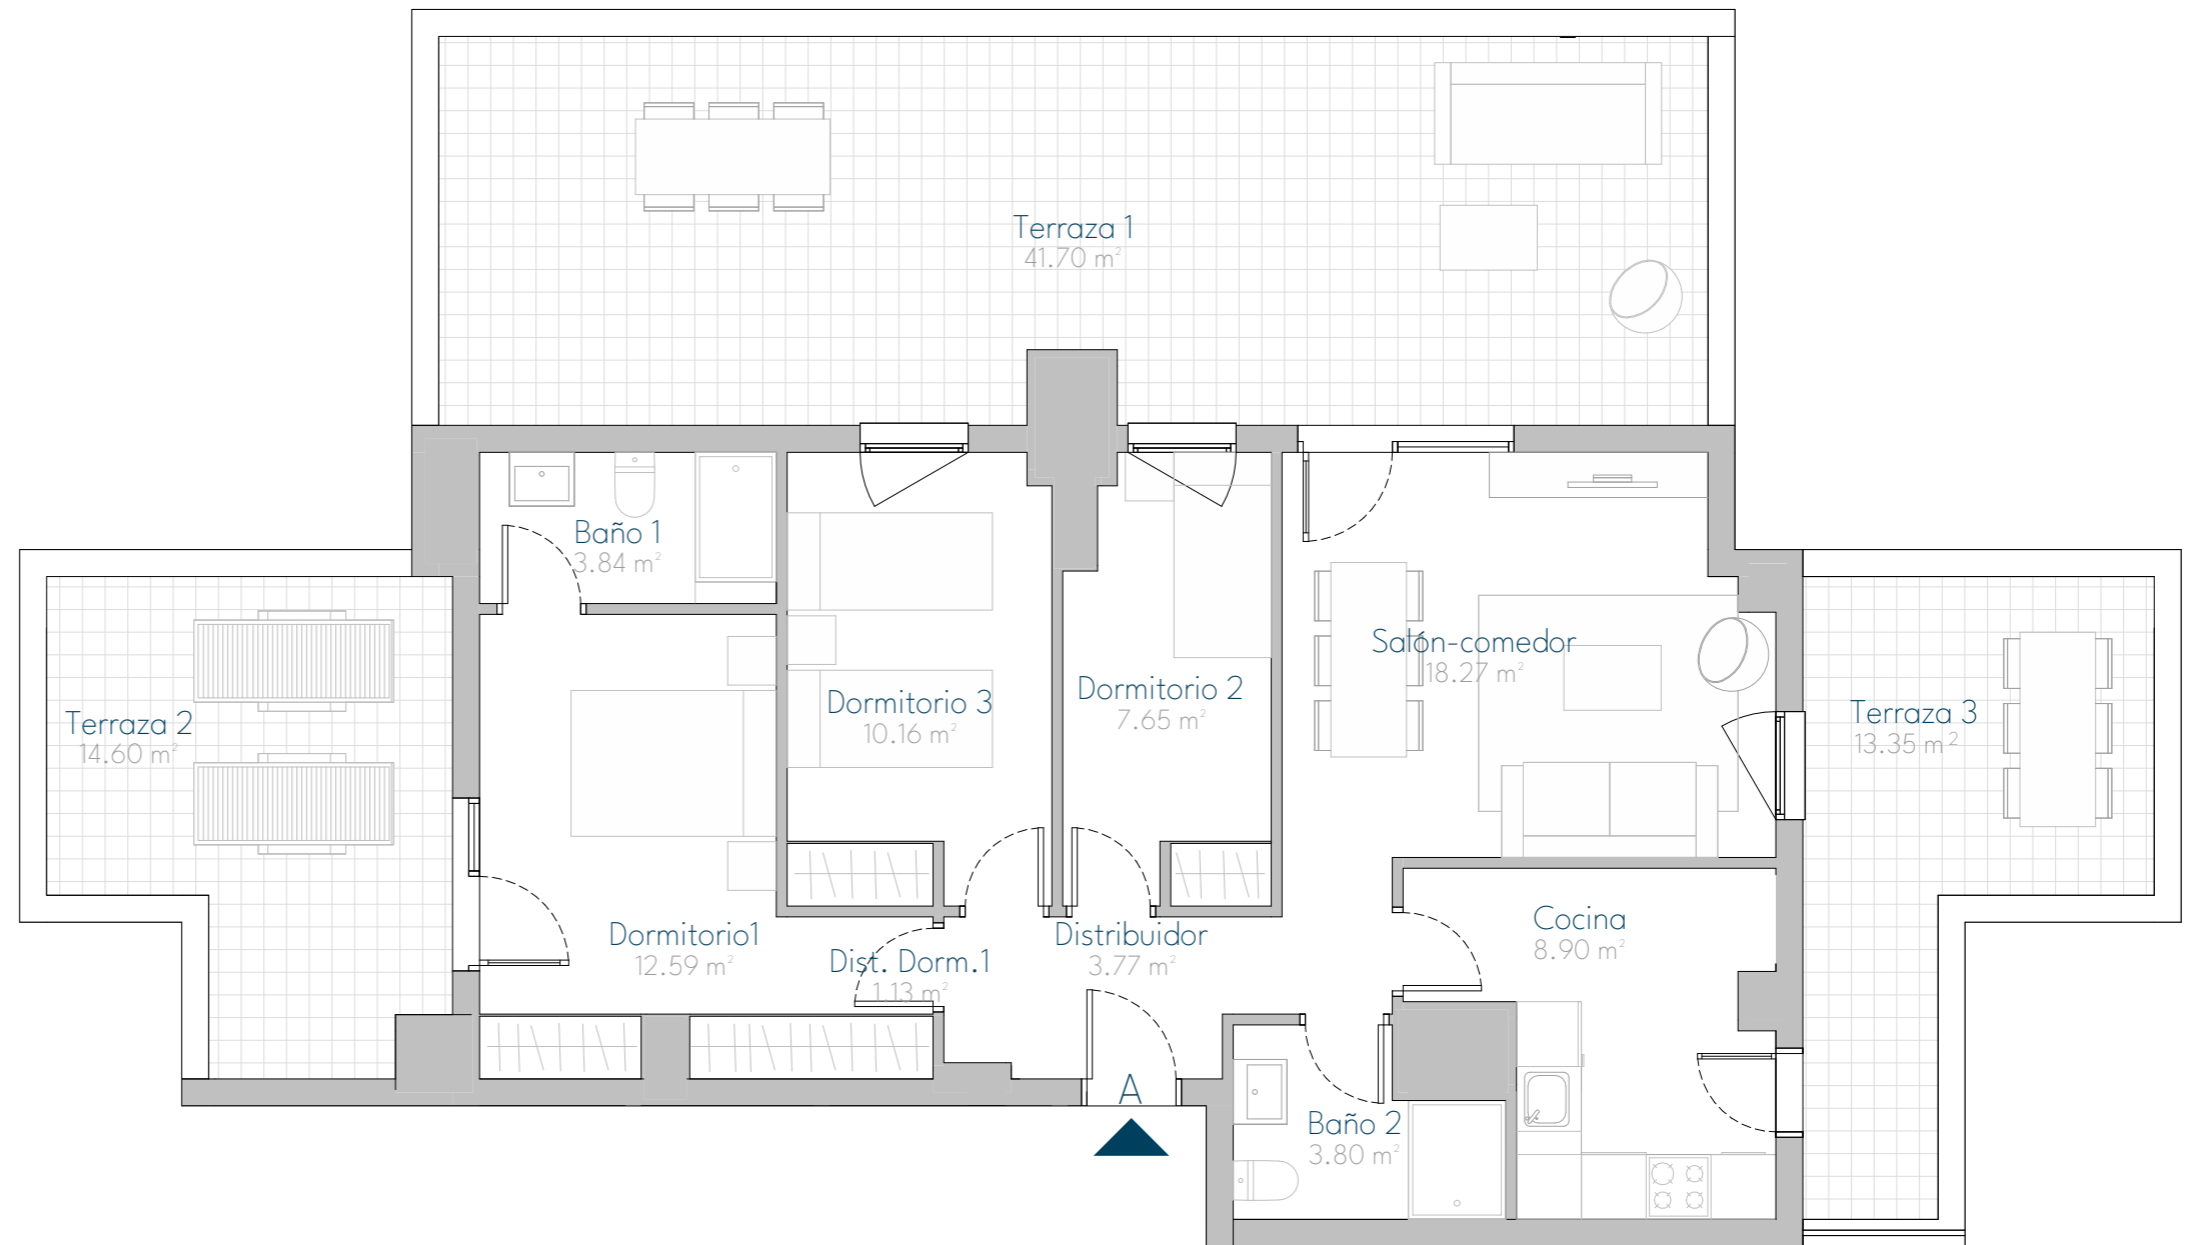 Terraza 1
41.70 m²
Baño 1
3.84 m²
Salón-comedor
18.27 m²
Dormitorio 3
10.16 m²
Dormitorio 2
7.65 m²
Terraza 2
14.60 m²
Terraza 3
13.35 m²
Dormitorio1
12.59 m²
Dist. Dorm.1
1.13 m²
Distribuidor
3.77 m²
Cocina
8.90 m²
A
Baño 2
3.80 m²